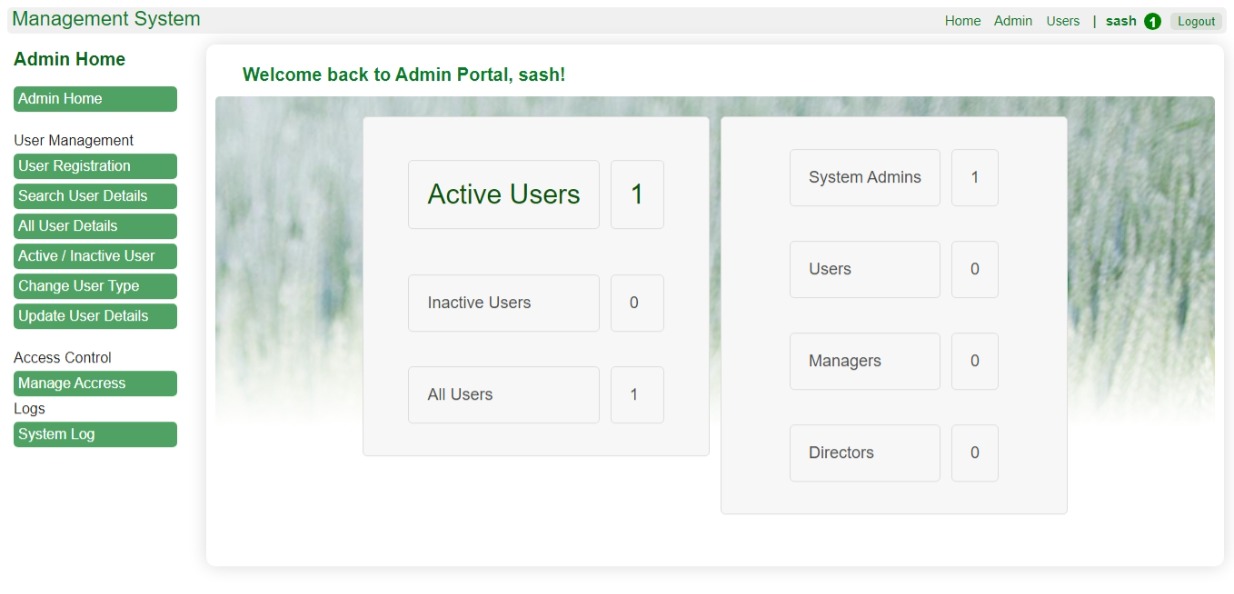 Management System
Home Admin Users | sash 1 Logout
Admin Home
Admin Home
User Management
User Registration
Search User Details
All User Details
Active / Inactive User
Change User Type
Update User Details
Access Control
Manage Accress
Logs
System Log
Welcome back to Admin Portal, sash!
Active Users 1
Inactive Users 0
All Users 1
System Admins 1
Users 0
Managers 0
Directors 0